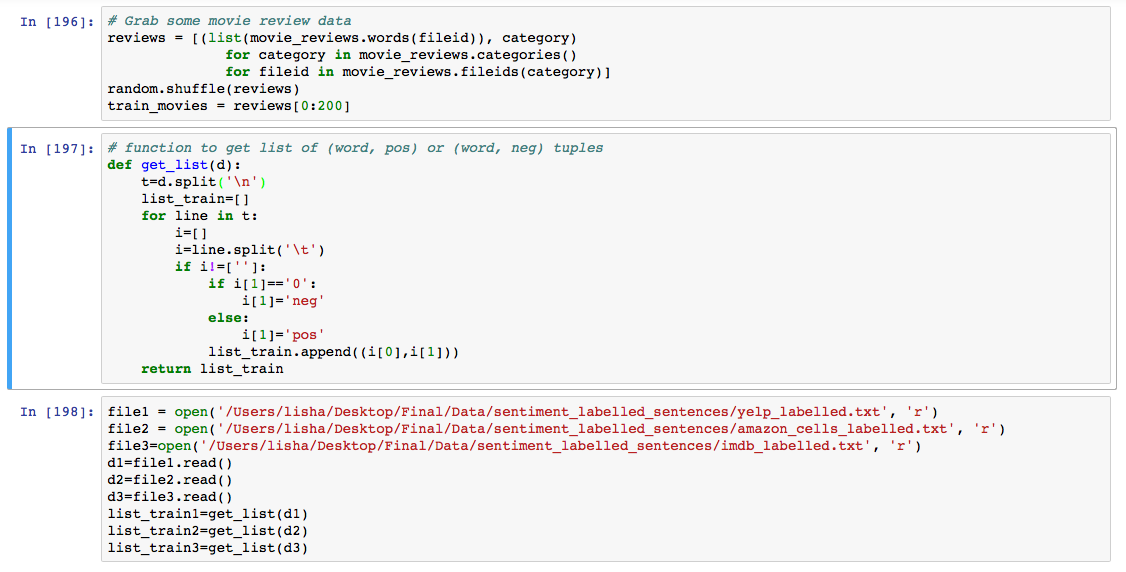 In [196]: # Grab some movie review data
reviews = [(list(movie_reviews.words(fileid)), category)
              for category in movie_reviews.categories()
              for fileid in movie_reviews.fileids(category)]
random.shuffle(reviews)
train_movies = reviews[0:200]
In [197]: # function to get list of (word, pos) or (word, neg) tuples
def get_list(d):
    t=d.split('\n')
    list_train=[]
    for line in t:
        i=[]
        i=line.split('\t')
        if i!=['']:
            if i[1]=='0':
                i[1]='neg'
            else:
                i[1]='pos'
            list_train.append((i[0],i[1]))
    return list_train
In [198]: file1 = open('/Users/lisha/Desktop/Final/Data/sentiment_labelled_sentences/yelp_labelled.txt', 'r')
file2 = open('/Users/lisha/Desktop/Final/Data/sentiment_labelled_sentences/amazon_cells_labelled.txt', 'r')
file3=open('/Users/lisha/Desktop/Final/Data/sentiment_labelled_sentences/imdb_labelled.txt', 'r')
d1=file1.read()
d2=file2.read()
d3=file3.read()
list_train1=get_list(d1)
list_train2=get_list(d2)
list_train3=get_list(d3)